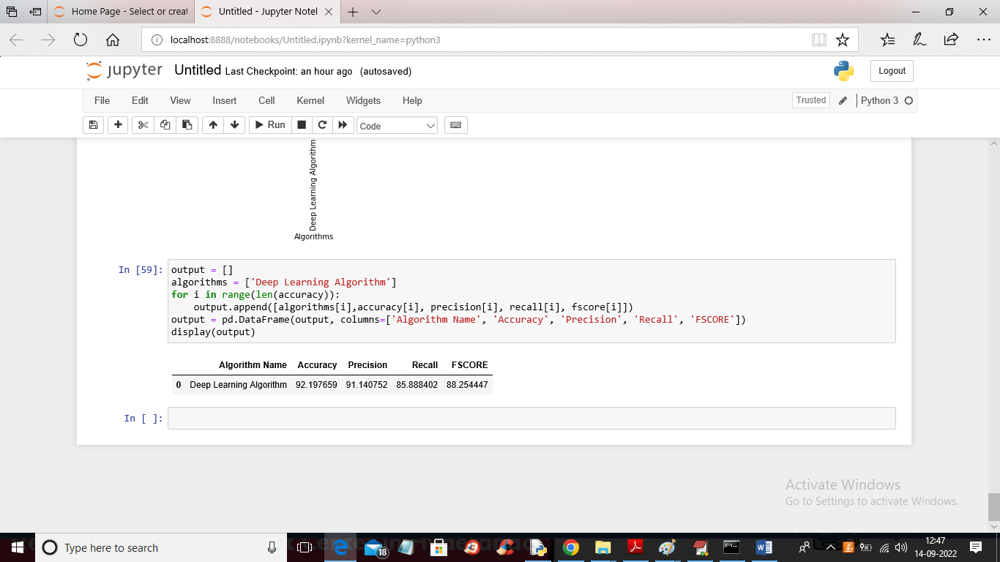 Home Page - Select or creat
Untitled - Jupyter Notel
localhost:8888/notebooks/Untitled.ipynb?kernel_name=python3
jupyter Untitled Last Checkpoint: an hour ago (autosaved)
Logout
File Edit View Insert Cell Kernel Widgets Help
Trusted Python 3
Run Code
Deep Learning Algorithm
Algorithms
In [59]:
output = []
algorithms = ['Deep Learning Algorithm']
for i in range(len(accuracy)):
    output.append([algorithms[i],accuracy[i], precision[i], recall[i], fscore[i]])
output = pd.DataFrame(output, columns=['Algorithm Name', 'Accuracy', 'Precision', 'Recall', 'FSCORE'])
display(output)
Algorithm Name Accuracy Precision Recall FSCORE
0 Deep Learning Algorithm 92.197659 91.140752 85.888402 88.254447
In [ ]:
Activate Windows
Go to Settings to activate Windows.
Type here to search
18
12:47
14-09-2022